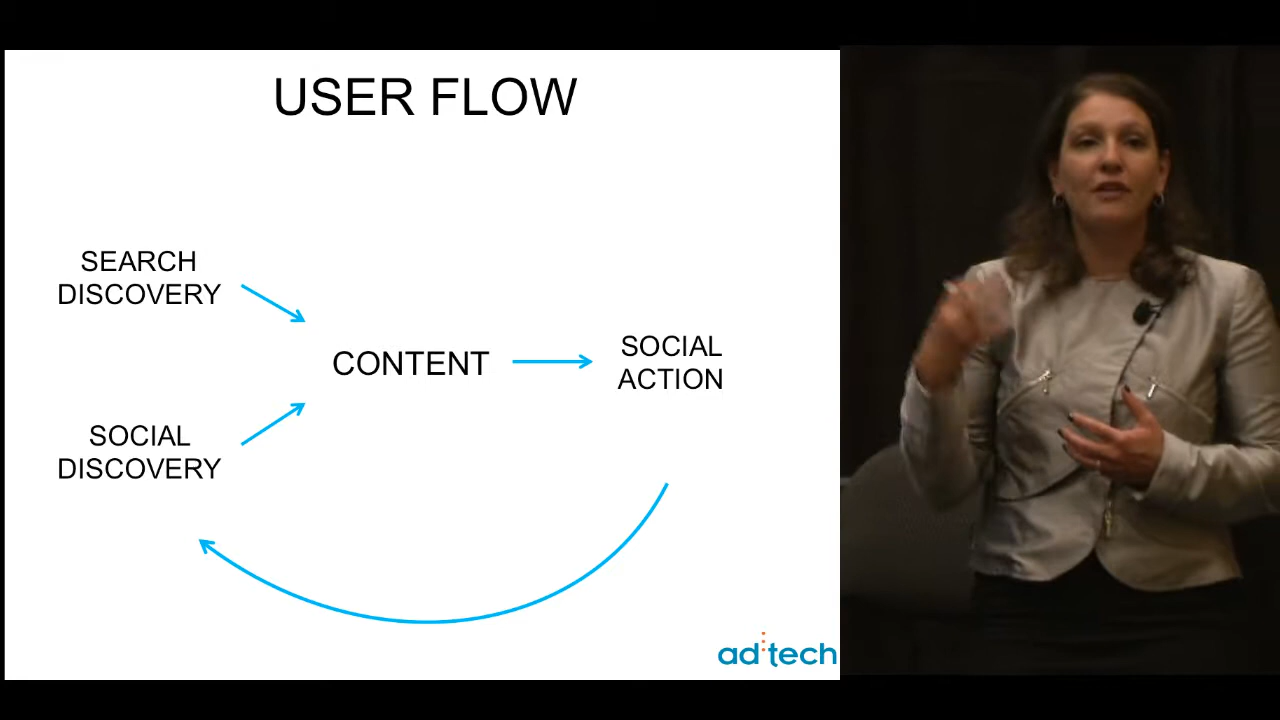 USER FLOW
SEARCH
DISCOVERY
SOCIAL
DISCOVERY
CONTENT
SOCIAL
ACTION
ad:tech